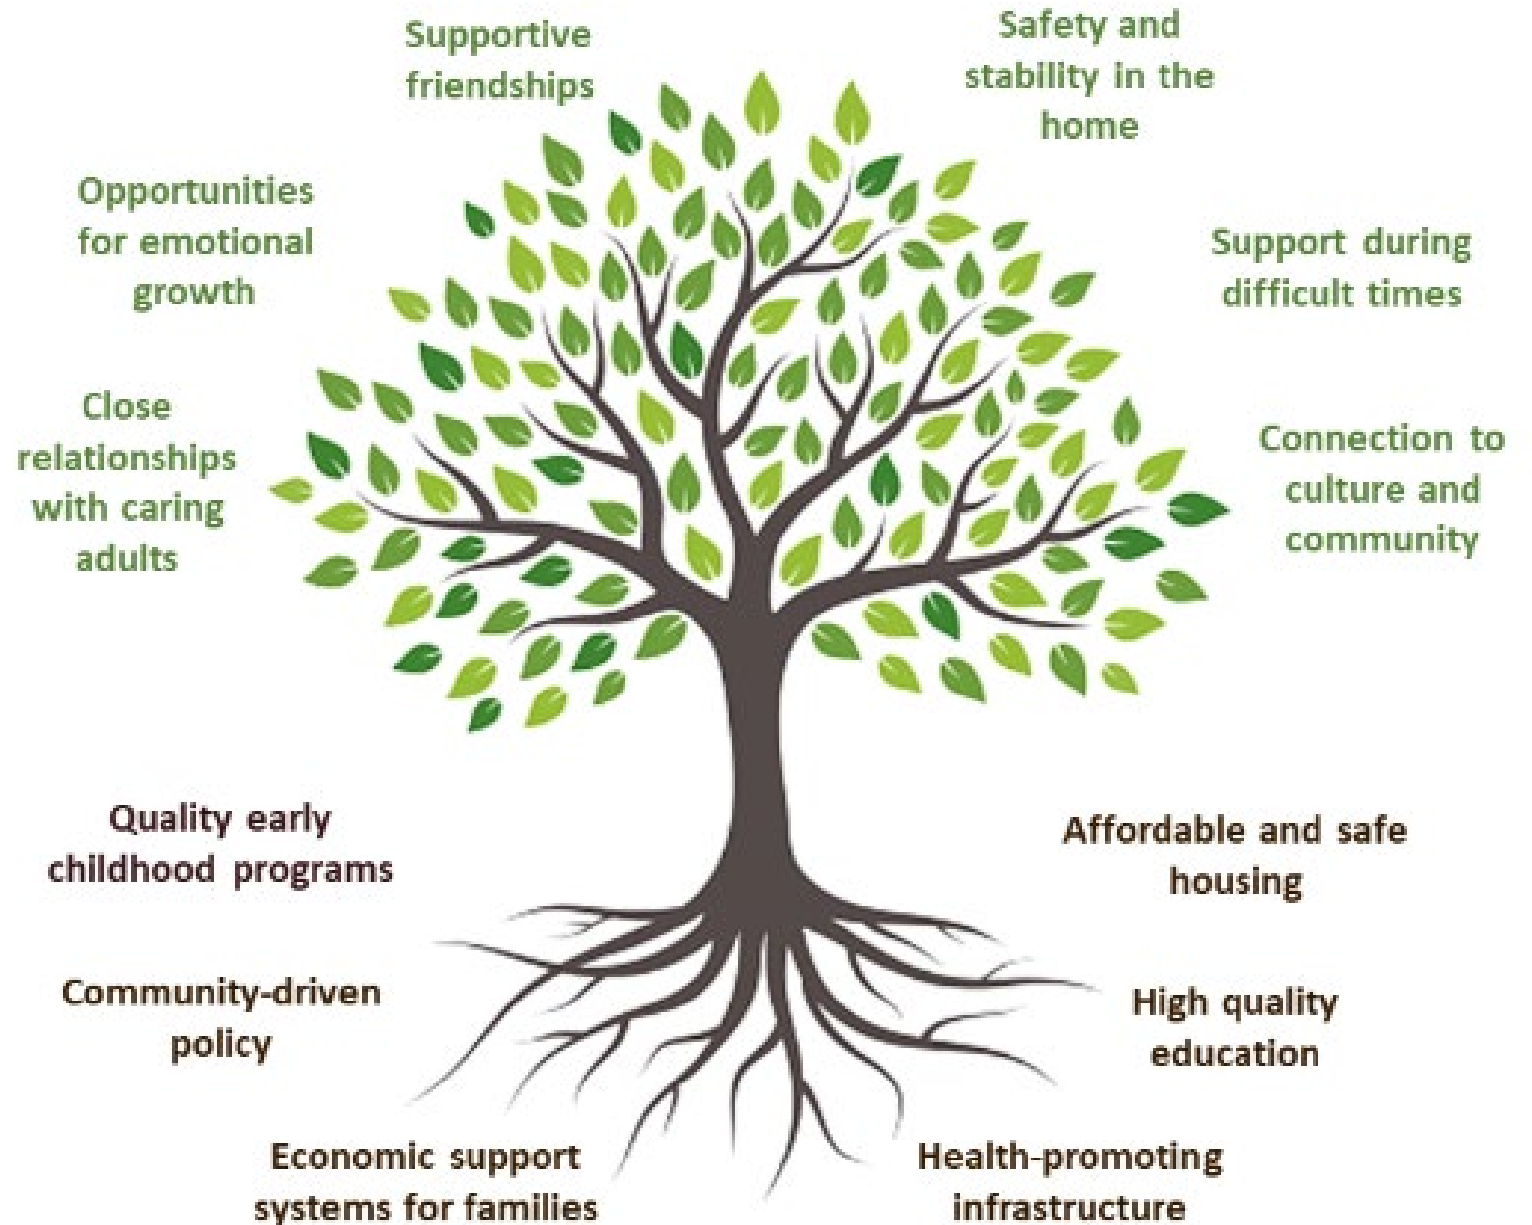 Supportive
friendships
Safety and
stability in the
home
Opportunities
for emotional
growth
Support during
difficult times
Close
relationships
with caring
adults
Connection to
culture and
community
Quality early
childhood programs
Affordable and safe
housing
Community-driven
policy
High quality
education
Economic support
systems for families
Health-promoting
infrastructure